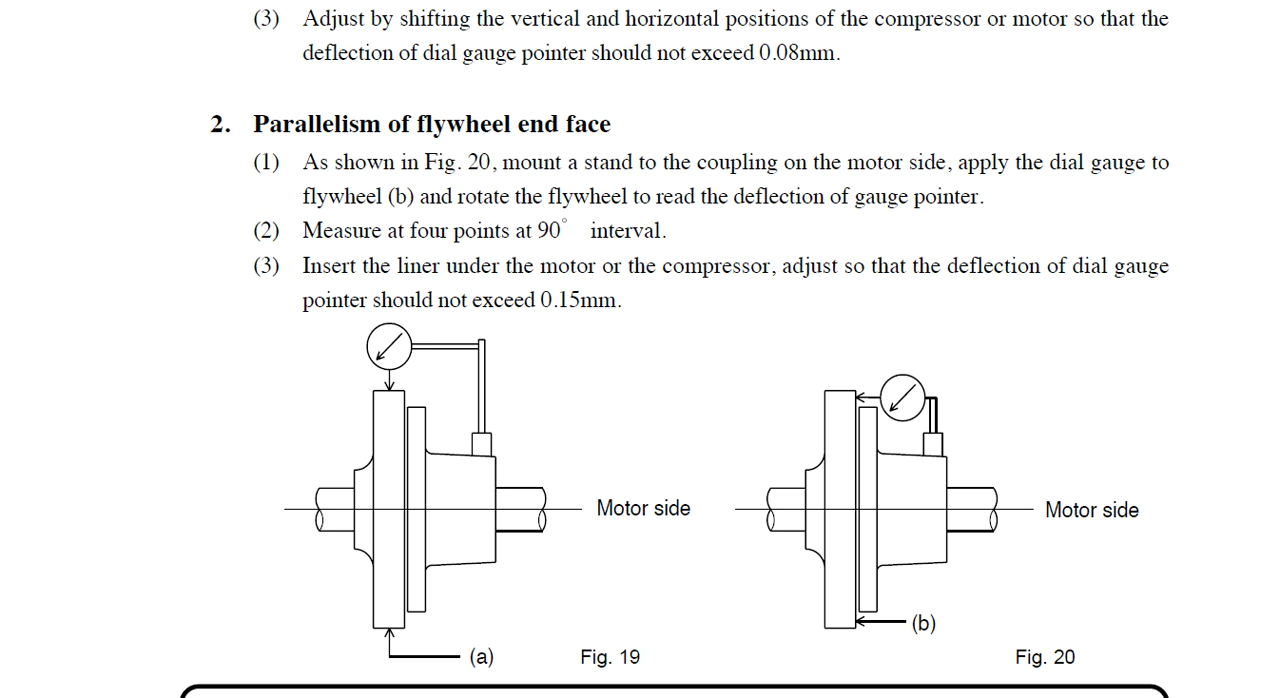 (3) Adjust by shifting the vertical and horizontal positions of the compressor or motor so that the
deflection of dial gauge pointer should not exceed 0.08mm.
2. Parallelism of flywheel end face
(1) As shown in Fig. 20, mount a stand to the coupling on the motor side, apply the dial gauge to
flywheel (b) and rotate the flywheel to read the deflection of gauge pointer.
(2) Measure at four points at 90° interval.
(3) Insert the liner under the motor or the compressor, adjust so that the deflection of dial gauge
pointer should not exceed 0.15mm.
Motor side
Motor side
(b)
(a)
Fig. 19
Fig. 20